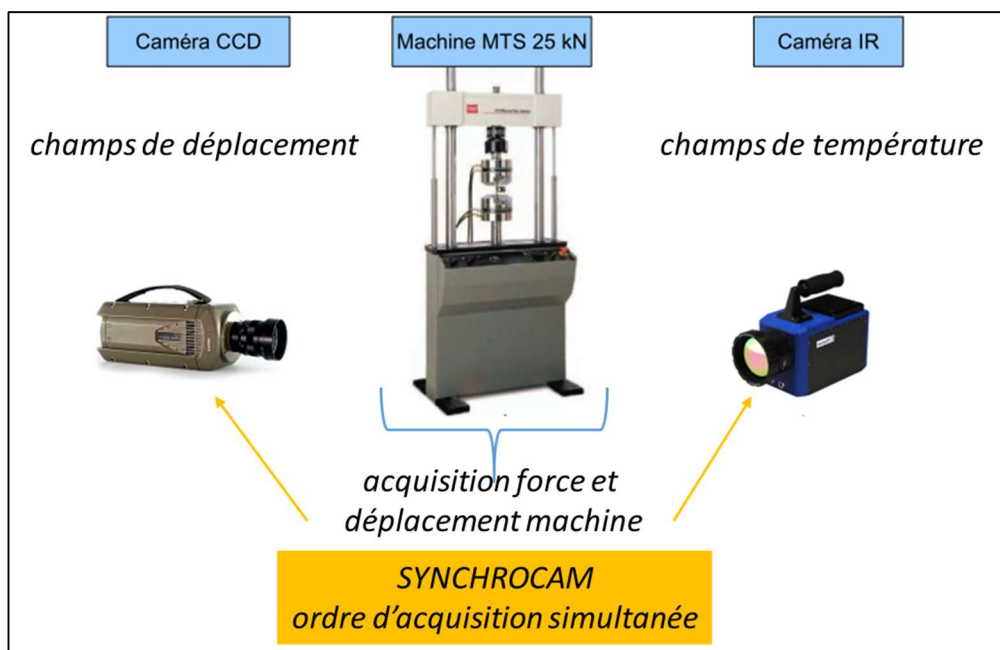 Caméra CCD
Machine MTS 25 kN
Caméra IR
champs de déplacement
champs de température
acquisition force et
déplacement machine
SYNCHROCAM
ordre d’acquisition simultanée